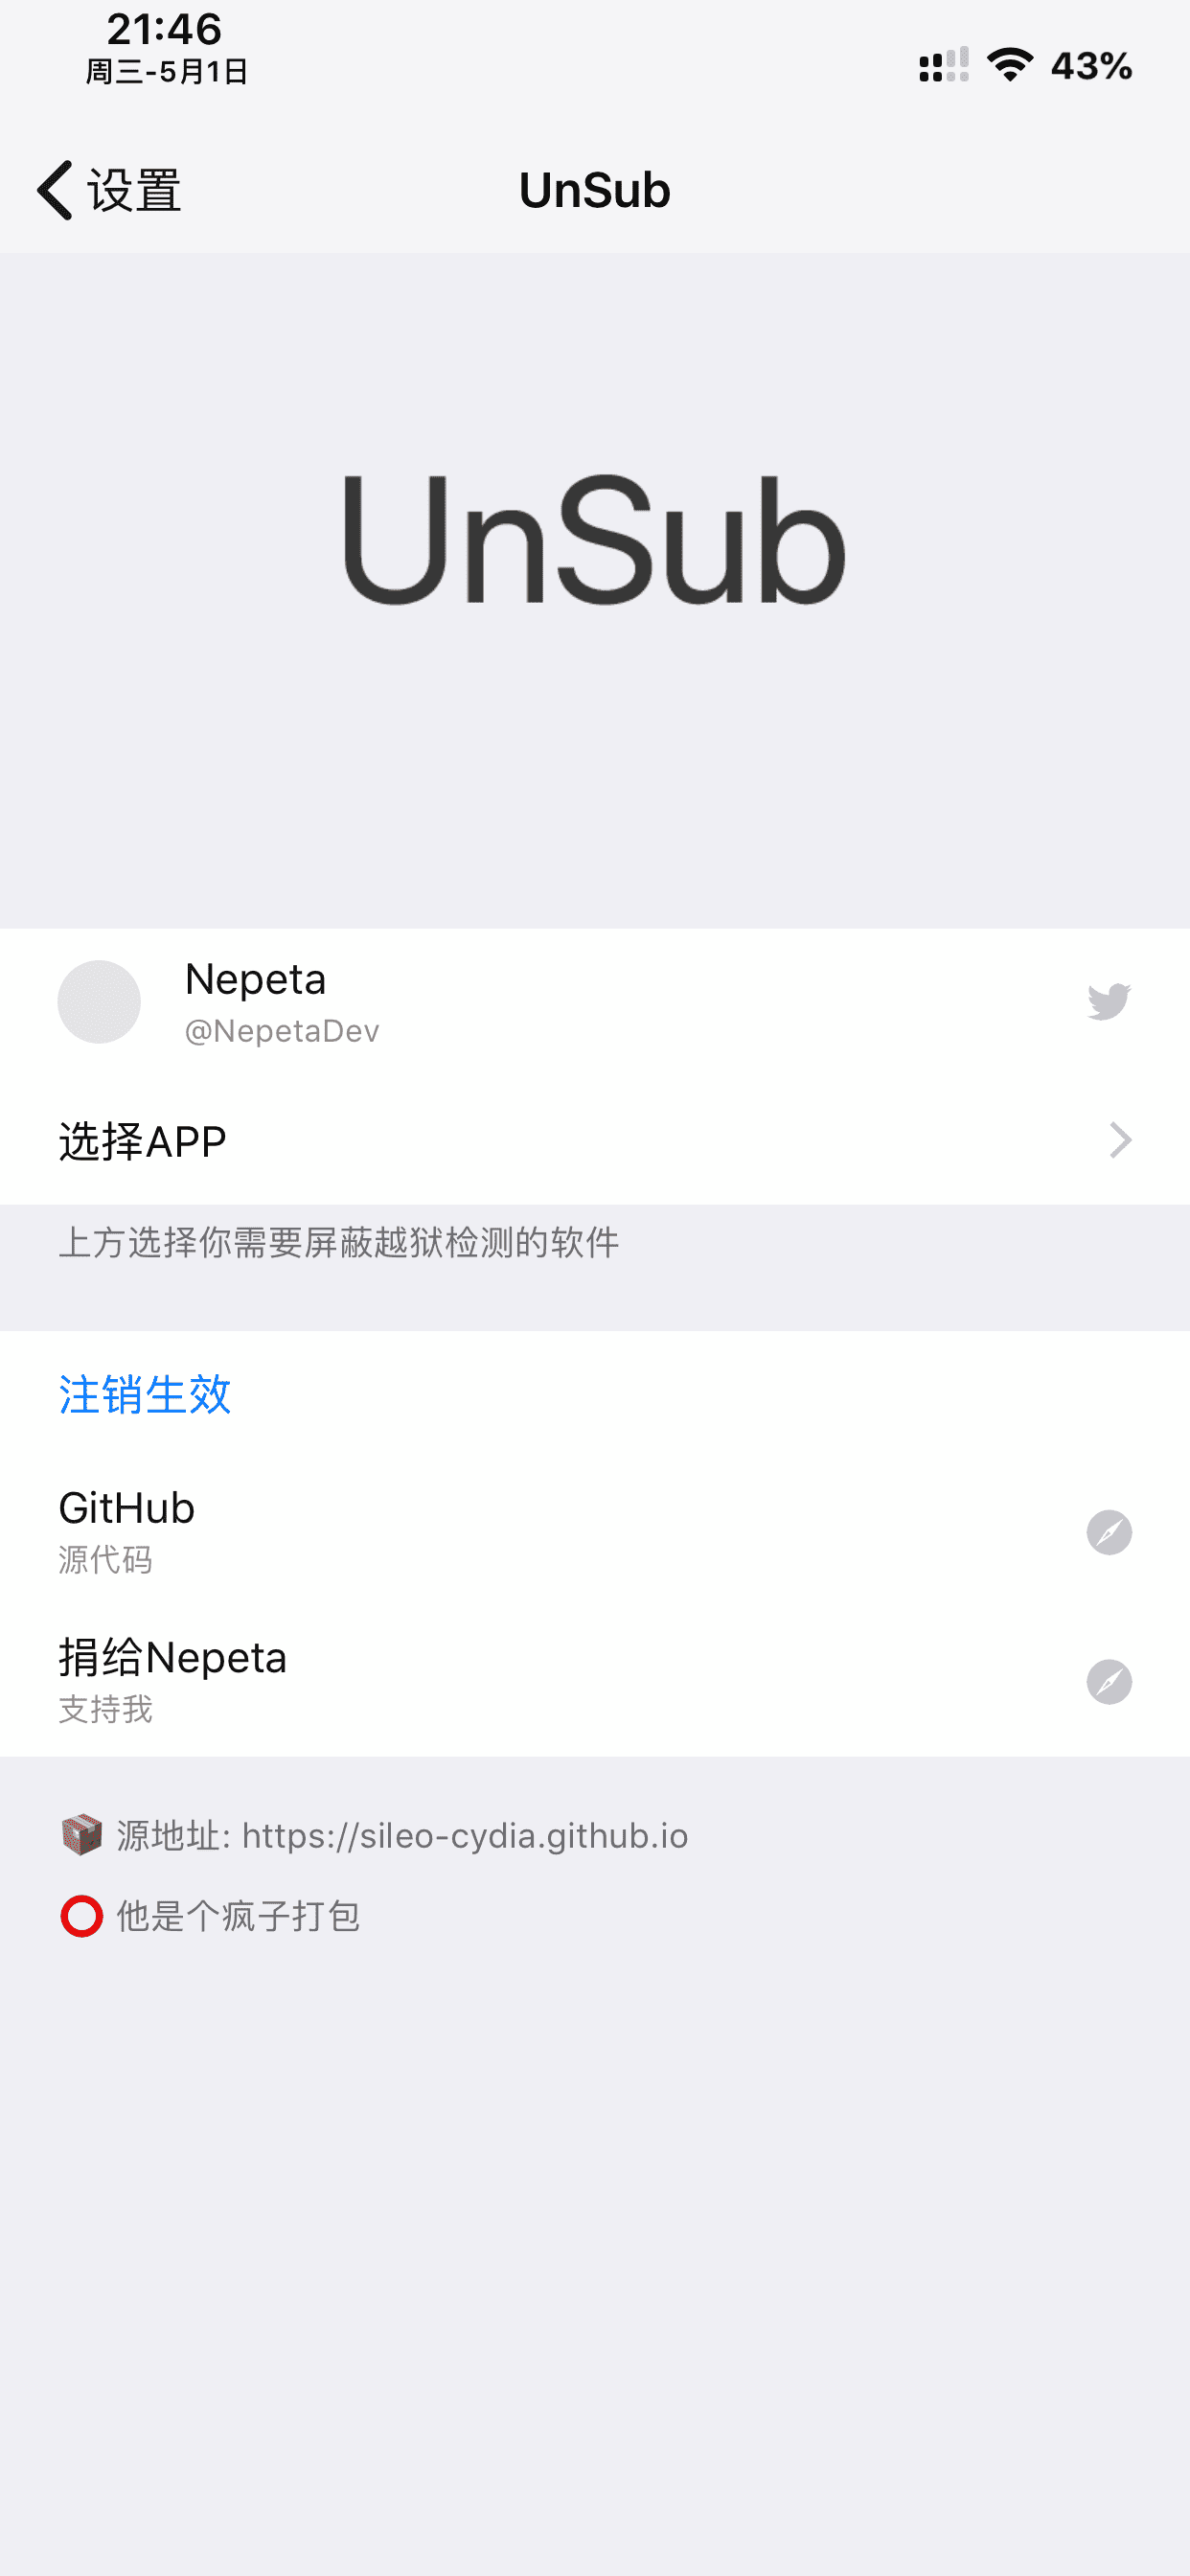 21:46
周三-5月1日
43%
设置
UnSub
UnSub
Nepeta
@NepetaDev
选择APP
上方选择你需要屏蔽越狱检测的软件
注销生效
GitHub
源代码
捐给Nepeta
支持我
源地址: https://sileo-cydia.github.io
他是个疯子打包